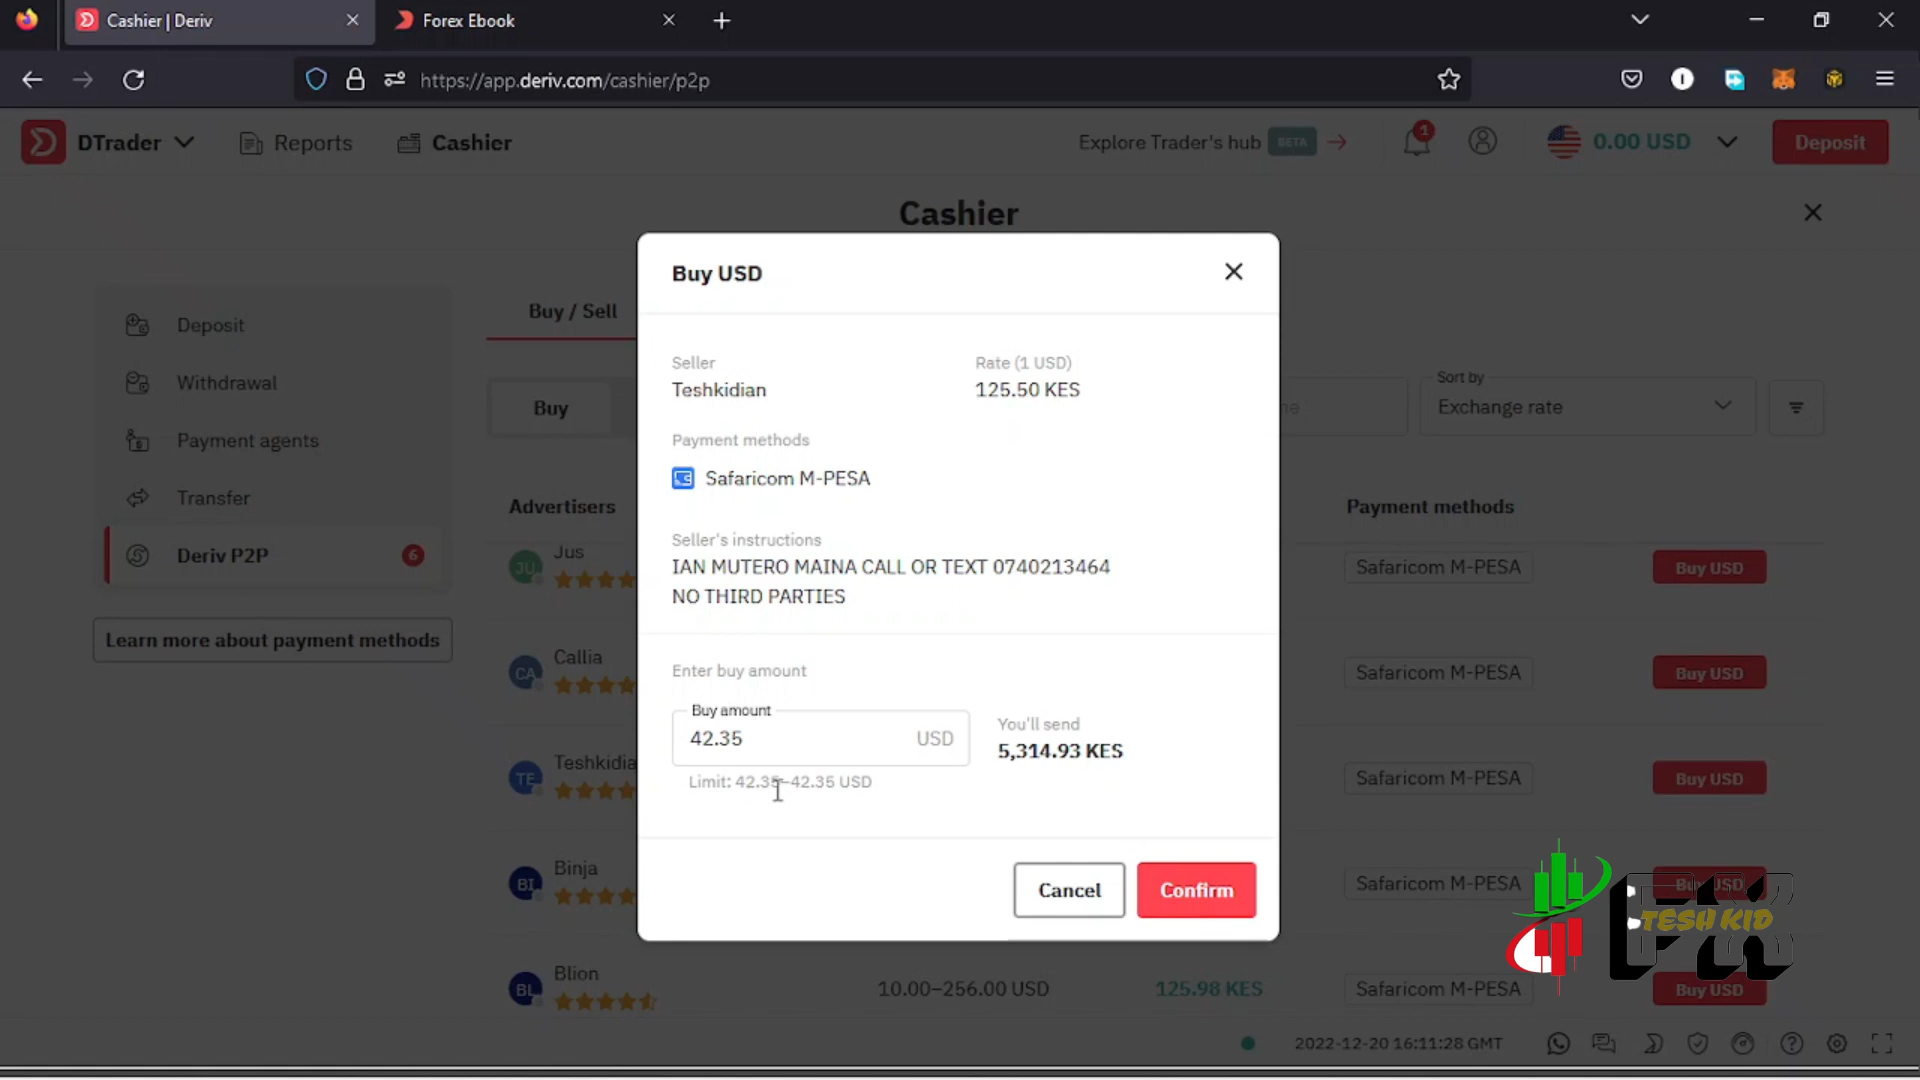 Cashier | Deriv
Forex Ebook
https://app.deriv.com/cashier/p2p
DTrader
Reports
Cashier
Explore Trader's hub BETA
1
0.00 USD
Deposit
Cashier
Deposit
Withdrawal
Payment agents
Transfer
Deriv P2P 6
Learn more about payment methods
Buy / Sell
Buy
Sort by
Exchange rate
Advertisers
Payment methods
JU Jus Safaricom M-PESA Buy USD
CA Callia Safaricom M-PESA Buy USD
TE Teshkidia Safaricom M-PESA Buy USD
BI Binja Safaricom M-PESA
BL Blion 10.00–256.00 USD 125.98 KES Safaricom M-PESA Buy USD
Buy USD
Seller
Teshkidian
Rate (1 USD)
125.50 KES
Payment methods
Safaricom M-PESA
Seller's instructions
IAN MUTERO MAINA CALL OR TEXT 0740213464
NO THIRD PARTIES
Enter buy amount
Buy amount
42.35 USD
Limit: 42.35–42.35 USD
You'll send
5,314.93 KES
Cancel
Confirm
TESH KID
FX
2022-12-20 16:11:28 GMT